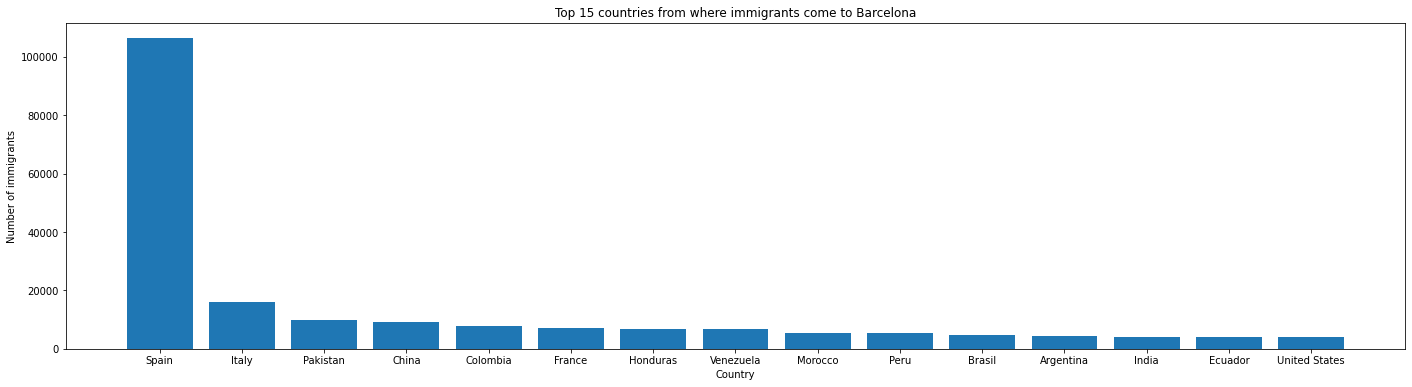 Top 15 countries from where immigrants come to Barcelona
Number of immigrants
100000
80000
60000
40000
20000
0
Spain Italy Pakistan China Colombia France Honduras Venezuela Morocco Peru Brasil Argentina India Ecuador United States
Country